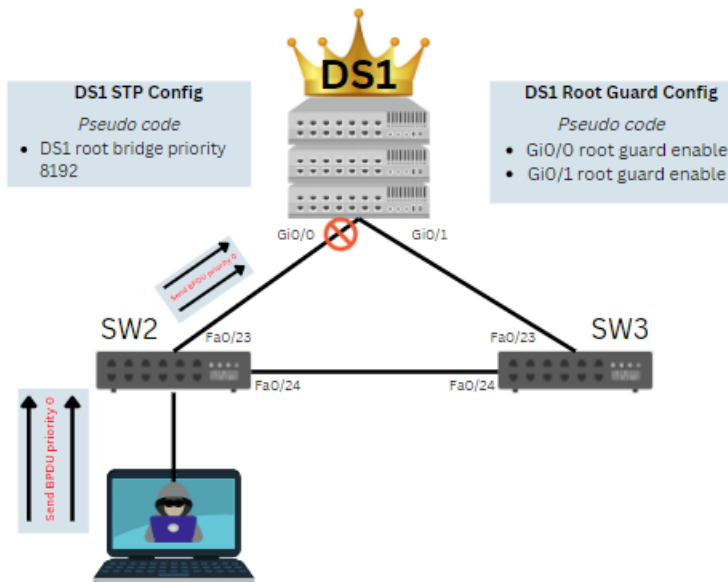 DS1
DS1 STP Config
Pseudo code
• DS1 root bridge priority
8192
DS1 Root Guard Config
Pseudo code
• Gi0/0 root guard enable
• Gi0/1 root guard enable
Gi0/0
Gi0/1
Send BPDU priority 0
SW2
SW3
Fa0/23
Fa0/23
Fa0/24
Fa0/24
Send BPDU priority 0